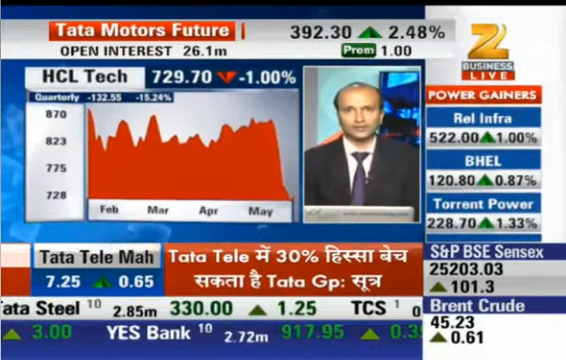 Tata Motors Future 392.30 ▲ 2.48%
OPEN INTEREST 26.1m Prem 1.00
Z
BUSINESS
LIVE
HCL Tech 729.70 ▼ -1.00%
Quarterly -132.55 -15.24%
870
823
775
728
Feb Mar Apr May
POWER GAINERS
Rel Infra
522.00 ▲ 1.00%
BHEL
120.80 ▲ 0.87%
Torrent Power
228.70 ▲ 1.33%
Tata Tele Mah
7.25 ▲ 0.65
Tata Tele में 30% हिस्सा बेच
सकता है Tata Gp: सूत्र
S&P BSE Sensex
25203.03
▲ 101.3
Brent Crude
45.23
▲ 0.61
ata Steel 10 2.85m 330.00 ▲ 1.25 TCS 1
▲ 3.00 YES Bank 10 2.72m 917.95 ▲